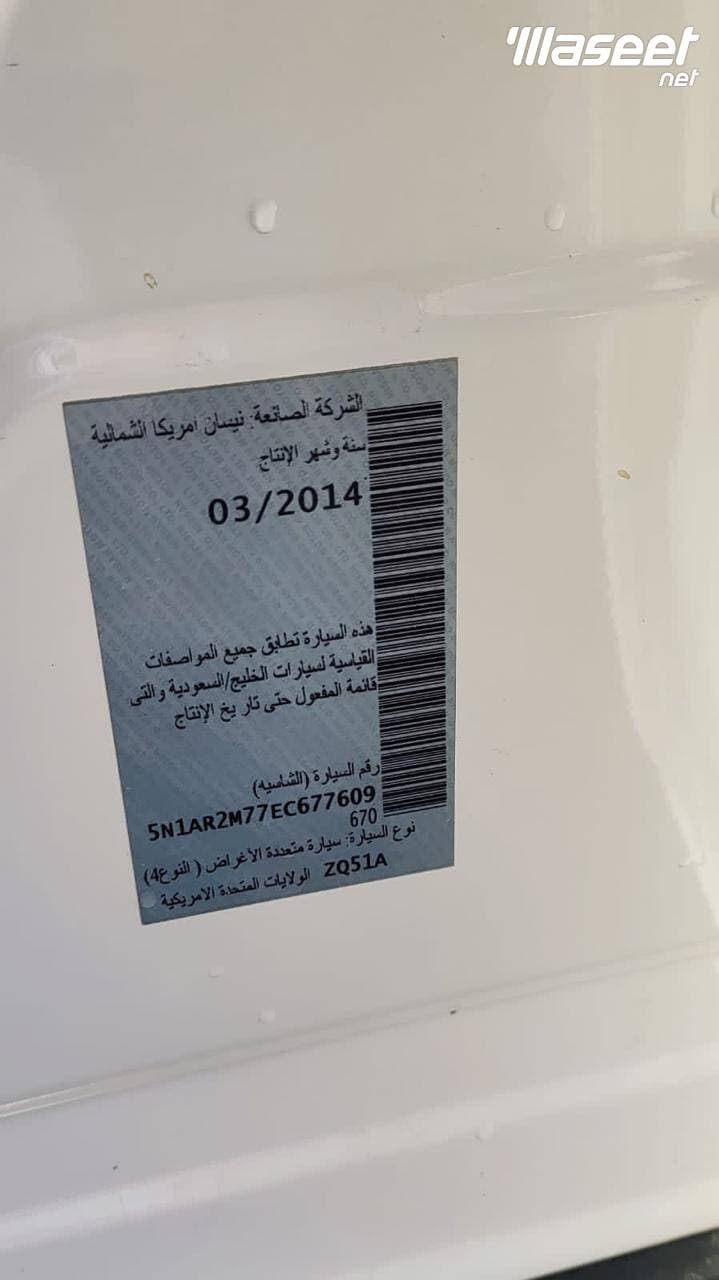 Waseet
net
الشركة الصانعة: نيسان امريكا الشمالية
سنة وشهر الإنتاج
03/2014
هذه السيارة تطابق جميع المواصفات
القياسية لسيارات الخليج/السعودية والتى
قائمة المفعول حتى تاريخ الإنتاج
رقم السيارة (الشاسيه)
5N1AR2M77EC677609
670
نوع السيارة: سيارة متعددة الأغراض (النوع4)
ZQ51A الولايات المتحدة الامريكية